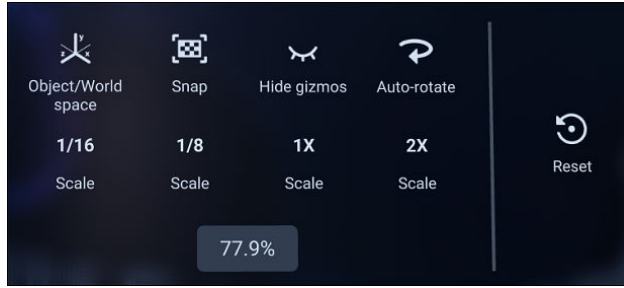 Object/World
space
Snap
Hide gizmos
Auto-rotate
1/16
Scale
1/8
Scale
1X
Scale
2X
Scale
Reset
77.9%